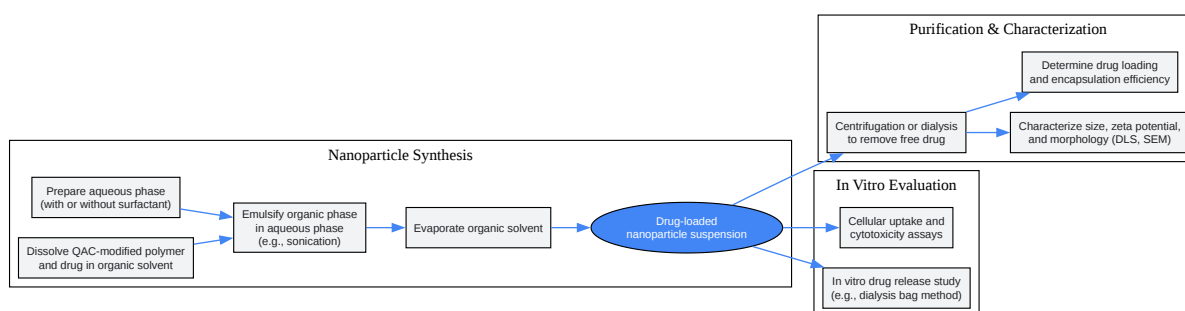 Purification & Characterization
Determine drug loading
and encapsulation efficiency
Centrifugation or dialysis
to remove free drug
Characterize size, zeta potential,
and morphology (DLS, SEM)
Nanoparticle Synthesis
Prepare aqueous phase
(with or without surfactant)
Dissolve QAC-modified polymer
and drug in organic solvent
Emulsify organic phase
in aqueous phase
(e.g., sonication)
Evaporate organic solvent
Drug-loaded
nanoparticle suspension
In Vitro Evaluation
Cellular uptake and
cytotoxicity assays
In vitro drug release study
(e.g., dialysis bag method)